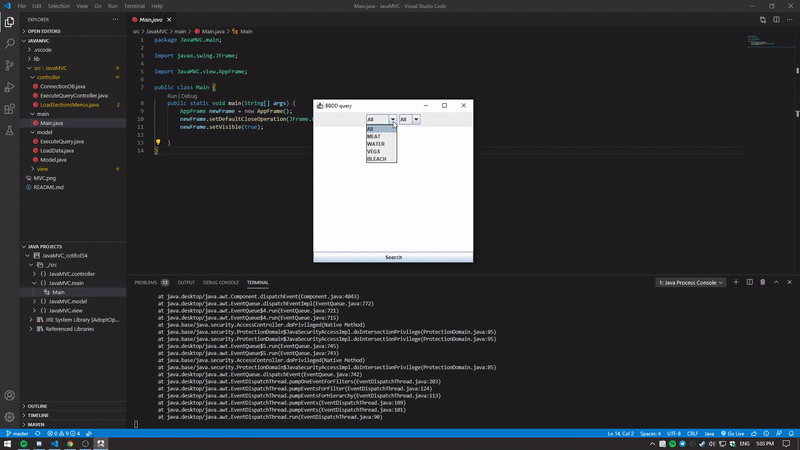 File Edit Selection View Go Run Terminal Help
Main.java - JavaMVC - Visual Studio Code
EXPLORER
JAVAMVC
.vscode
lib
src\JavaMVC
controller
ConnectionDB.java 1
ExecuteQueryController.java
LoadSectionsMenus.java 2
main
Main.java
model
ExecuteQuery.java
LoadData.java
Model.java
view
MVC.png
README.md
JAVA PROJECTS
_/src
{} JavaMVC.controller
{} JavaMVC.main
Main
{} JavaMVC.model
{} JavaMVC.view
Referenced Libraries
OUTLINE
TIMELINE
MAVEN
Main.java
src > JavaMVC > main > Main.java > Main
1 package JavaMVC.main;
2
3 import javax.swing.JFrame;
4
5 import JavaMVC.view.AppFrame;
6
7 public class Main {
Run | Debug
8 public static void main(String[] args) {
9 AppFrame newFrame = new AppFrame();
10 newFrame.setDefaultCloseOperation(JFrame.
11 newFrame.setVisible(true);
12
13 }
14 }
BBDD query
All All
All
MEAT
WATER
VEGS
BLEACH
Search
PROBLEMS 13 OUTPUT DEBUG CONSOLE TERMINAL
1: Java Process Console
at java.desktop/java.awt.Component.dispatchEvent(Component.java:4843)
at java.desktop/java.awt.EventQueue.dispatchEventImpl(EventQueue.java:772)
at java.desktop/java.awt.EventQueue$4.run(EventQueue.java:721)
at java.desktop/java.awt.EventQueue$4.run(EventQueue.java:715)
at java.base/java.security.AccessController.doPrivileged(Native Method)
at java.base/java.security.ProtectionDomain$JavaSecurityAccessImpl.doIntersectionPrivilege(ProtectionDomain.java:85)
at java.base/java.security.ProtectionDomain$JavaSecurityAccessImpl.doIntersectionPrivilege(ProtectionDomain.java:95)
at java.desktop/java.awt.EventQueue$5.run(EventQueue.java:745)
at java.desktop/java.awt.EventQueue$5.run(EventQueue.java:743)
at java.base/java.security.AccessController.doPrivileged(Native Method)
at java.base/java.security.ProtectionDomain$JavaSecurityAccessImpl.doIntersectionPrivilege(ProtectionDomain.java:85)
at java.desktop/java.awt.EventQueue.dispatchEvent(EventQueue.java:742)
at java.desktop/java.awt.EventDispatchThread.pumpOneEventForFilters(EventDispatchThread.java:203)
at java.desktop/java.awt.EventDispatchThread.pumpEventsForFilter(EventDispatchThread.java:124)
at java.desktop/java.awt.EventDispatchThread.pumpEventsForHierarchy(EventDispatchThread.java:113)
at java.desktop/java.awt.EventDispatchThread.pumpEvents(EventDispatchThread.java:109)
at java.desktop/java.awt.EventDispatchThread.pumpEvents(EventDispatchThread.java:101)
at java.desktop/java.awt.EventDispatchThread.run(EventDispatchThread.java:90)
master 0 9 4
Ln 14, Col 2 Spaces: 4 UTF-8 CRLF Java Go Live
ENG 5:03 PM